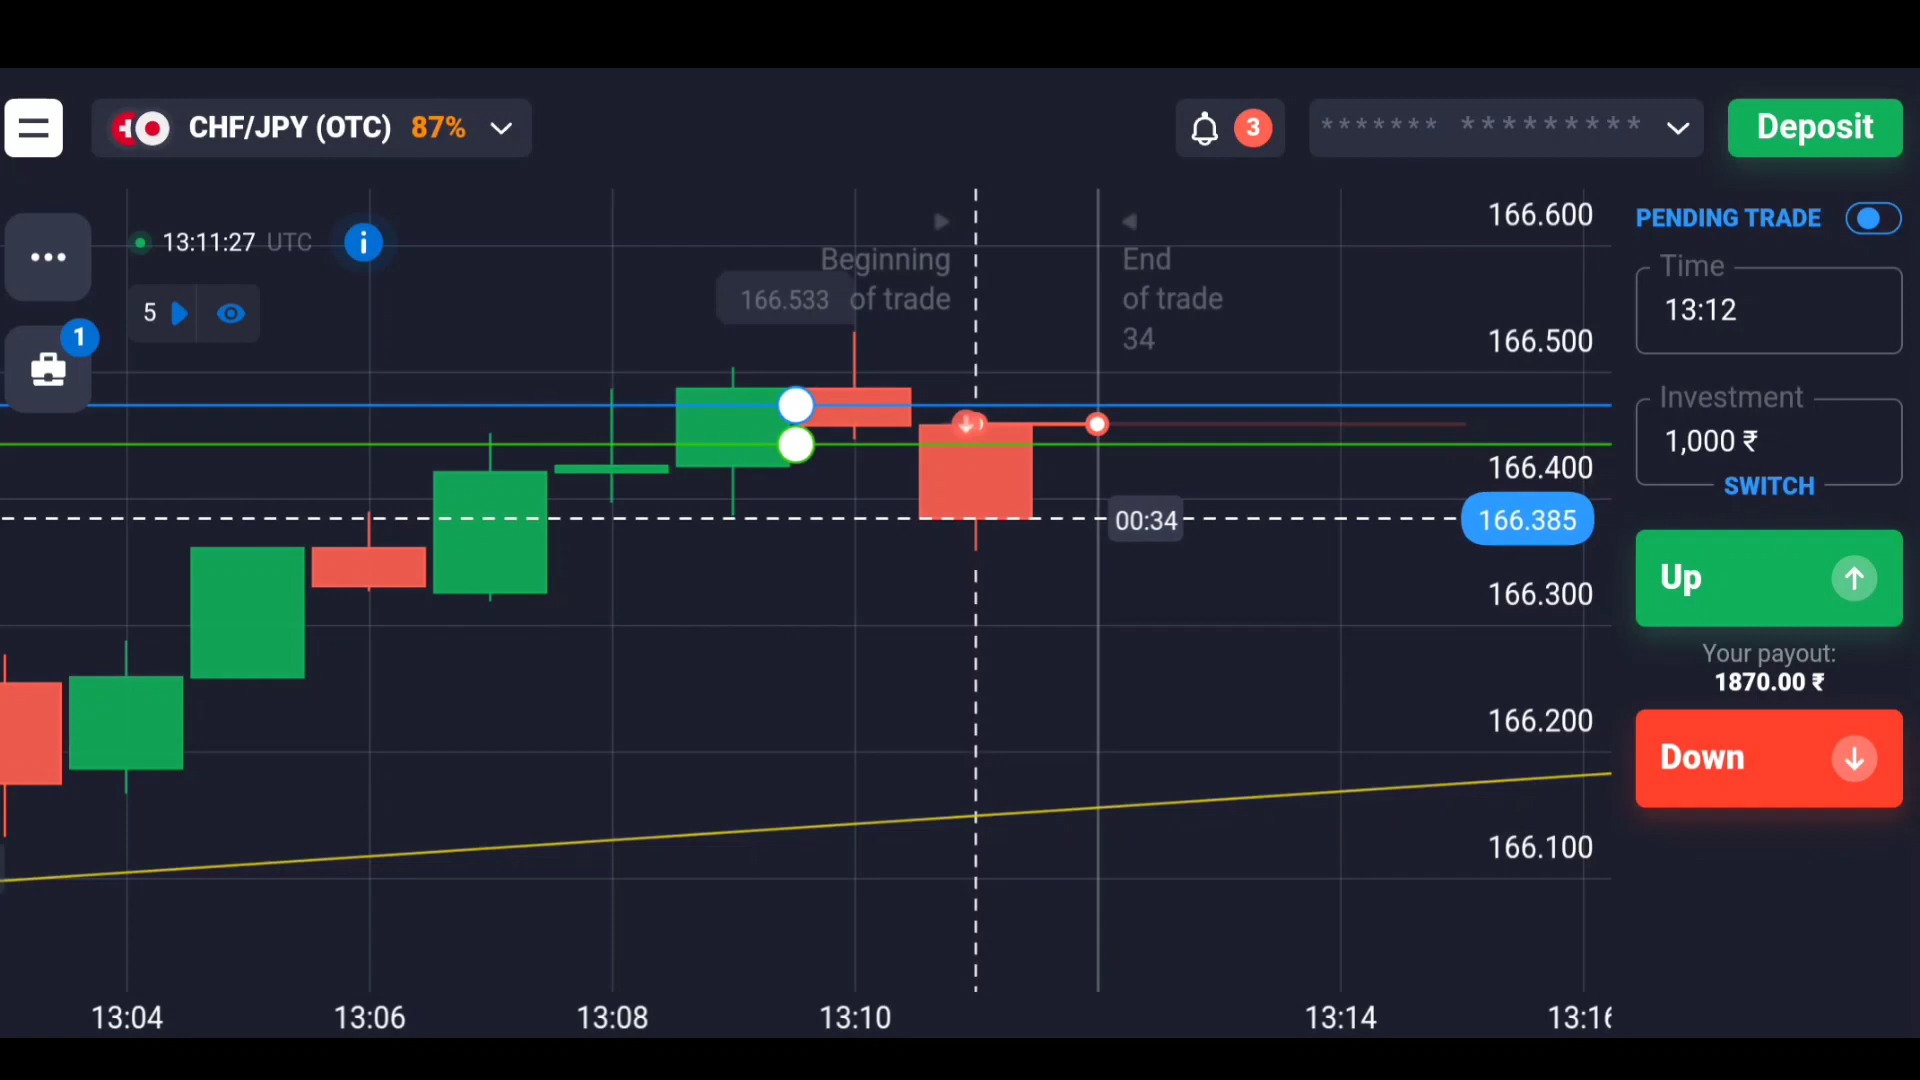 CHF/JPY (OTC) 87%
3
******* *********
Deposit
13:11:27 UTC
5
1
Beginning
of trade
166.533
End
of trade
34
166.600
166.500
166.400
166.385
166.300
166.200
166.100
00:34
PENDING TRADE
Time
13:12
Investment
1,000 ₹
SWITCH
Up
Your payout:
1870.00 ₹
Down
13:04
13:06
13:08
13:10
13:14
13:16